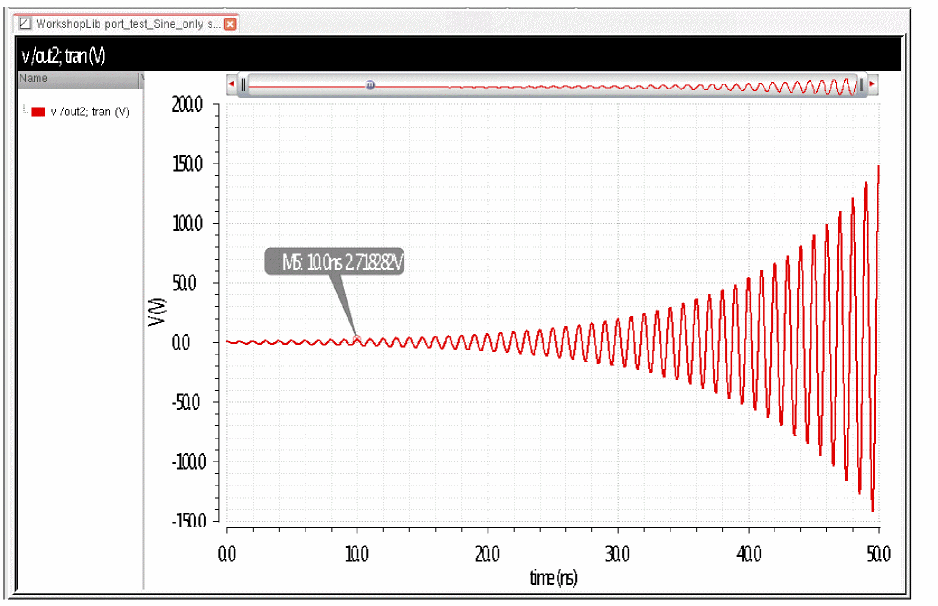 WorkshopLib port_test_Sine_only s...
v /out2; tran (V)
Name
v /out2; tran (V)
200.0
150.0
100.0
50.0
0.0
-50.0
-100.0
-150.0
V (V)
M5: 10.0ns 2.718282V
0.0 10.0 20.0 30.0 40.0 50.0
time (ns)